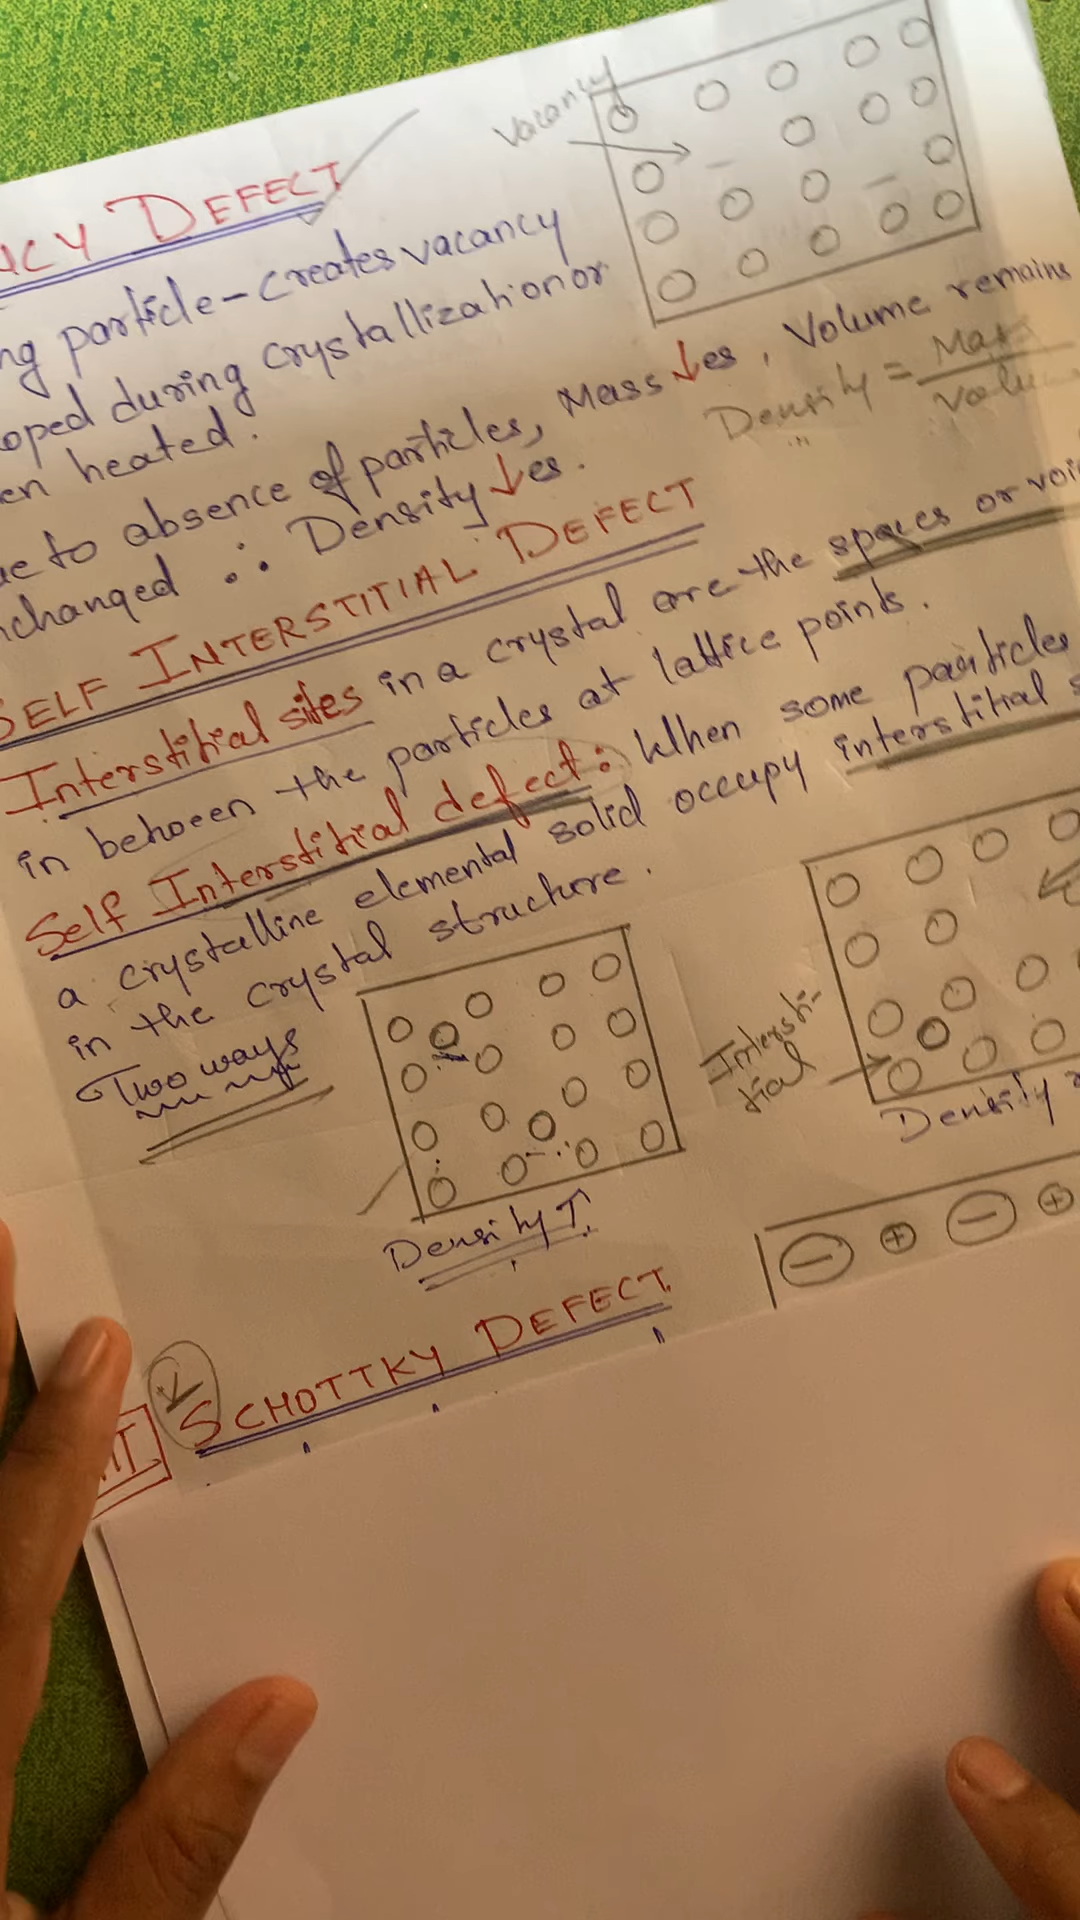 Vacancy
DEFECT
particle-creates vacancy
during crystallization or
heated.
to absence of particles, Mass ↓es, Volume remains
∴ Density ↓es.
Density = Mass
SELF INTERSTITIAL DEFECT
Interstitial sites in a crystal are the spaces or
in between the particles at lattice points.
Self Interstitial defect: When some particles
a crystalline elemental solid occupy interstitial
in the crystal structure.
Two ways
Intersti-
tial
Density ↑.
Density
SCHOTTKY DEFECT
− + − +